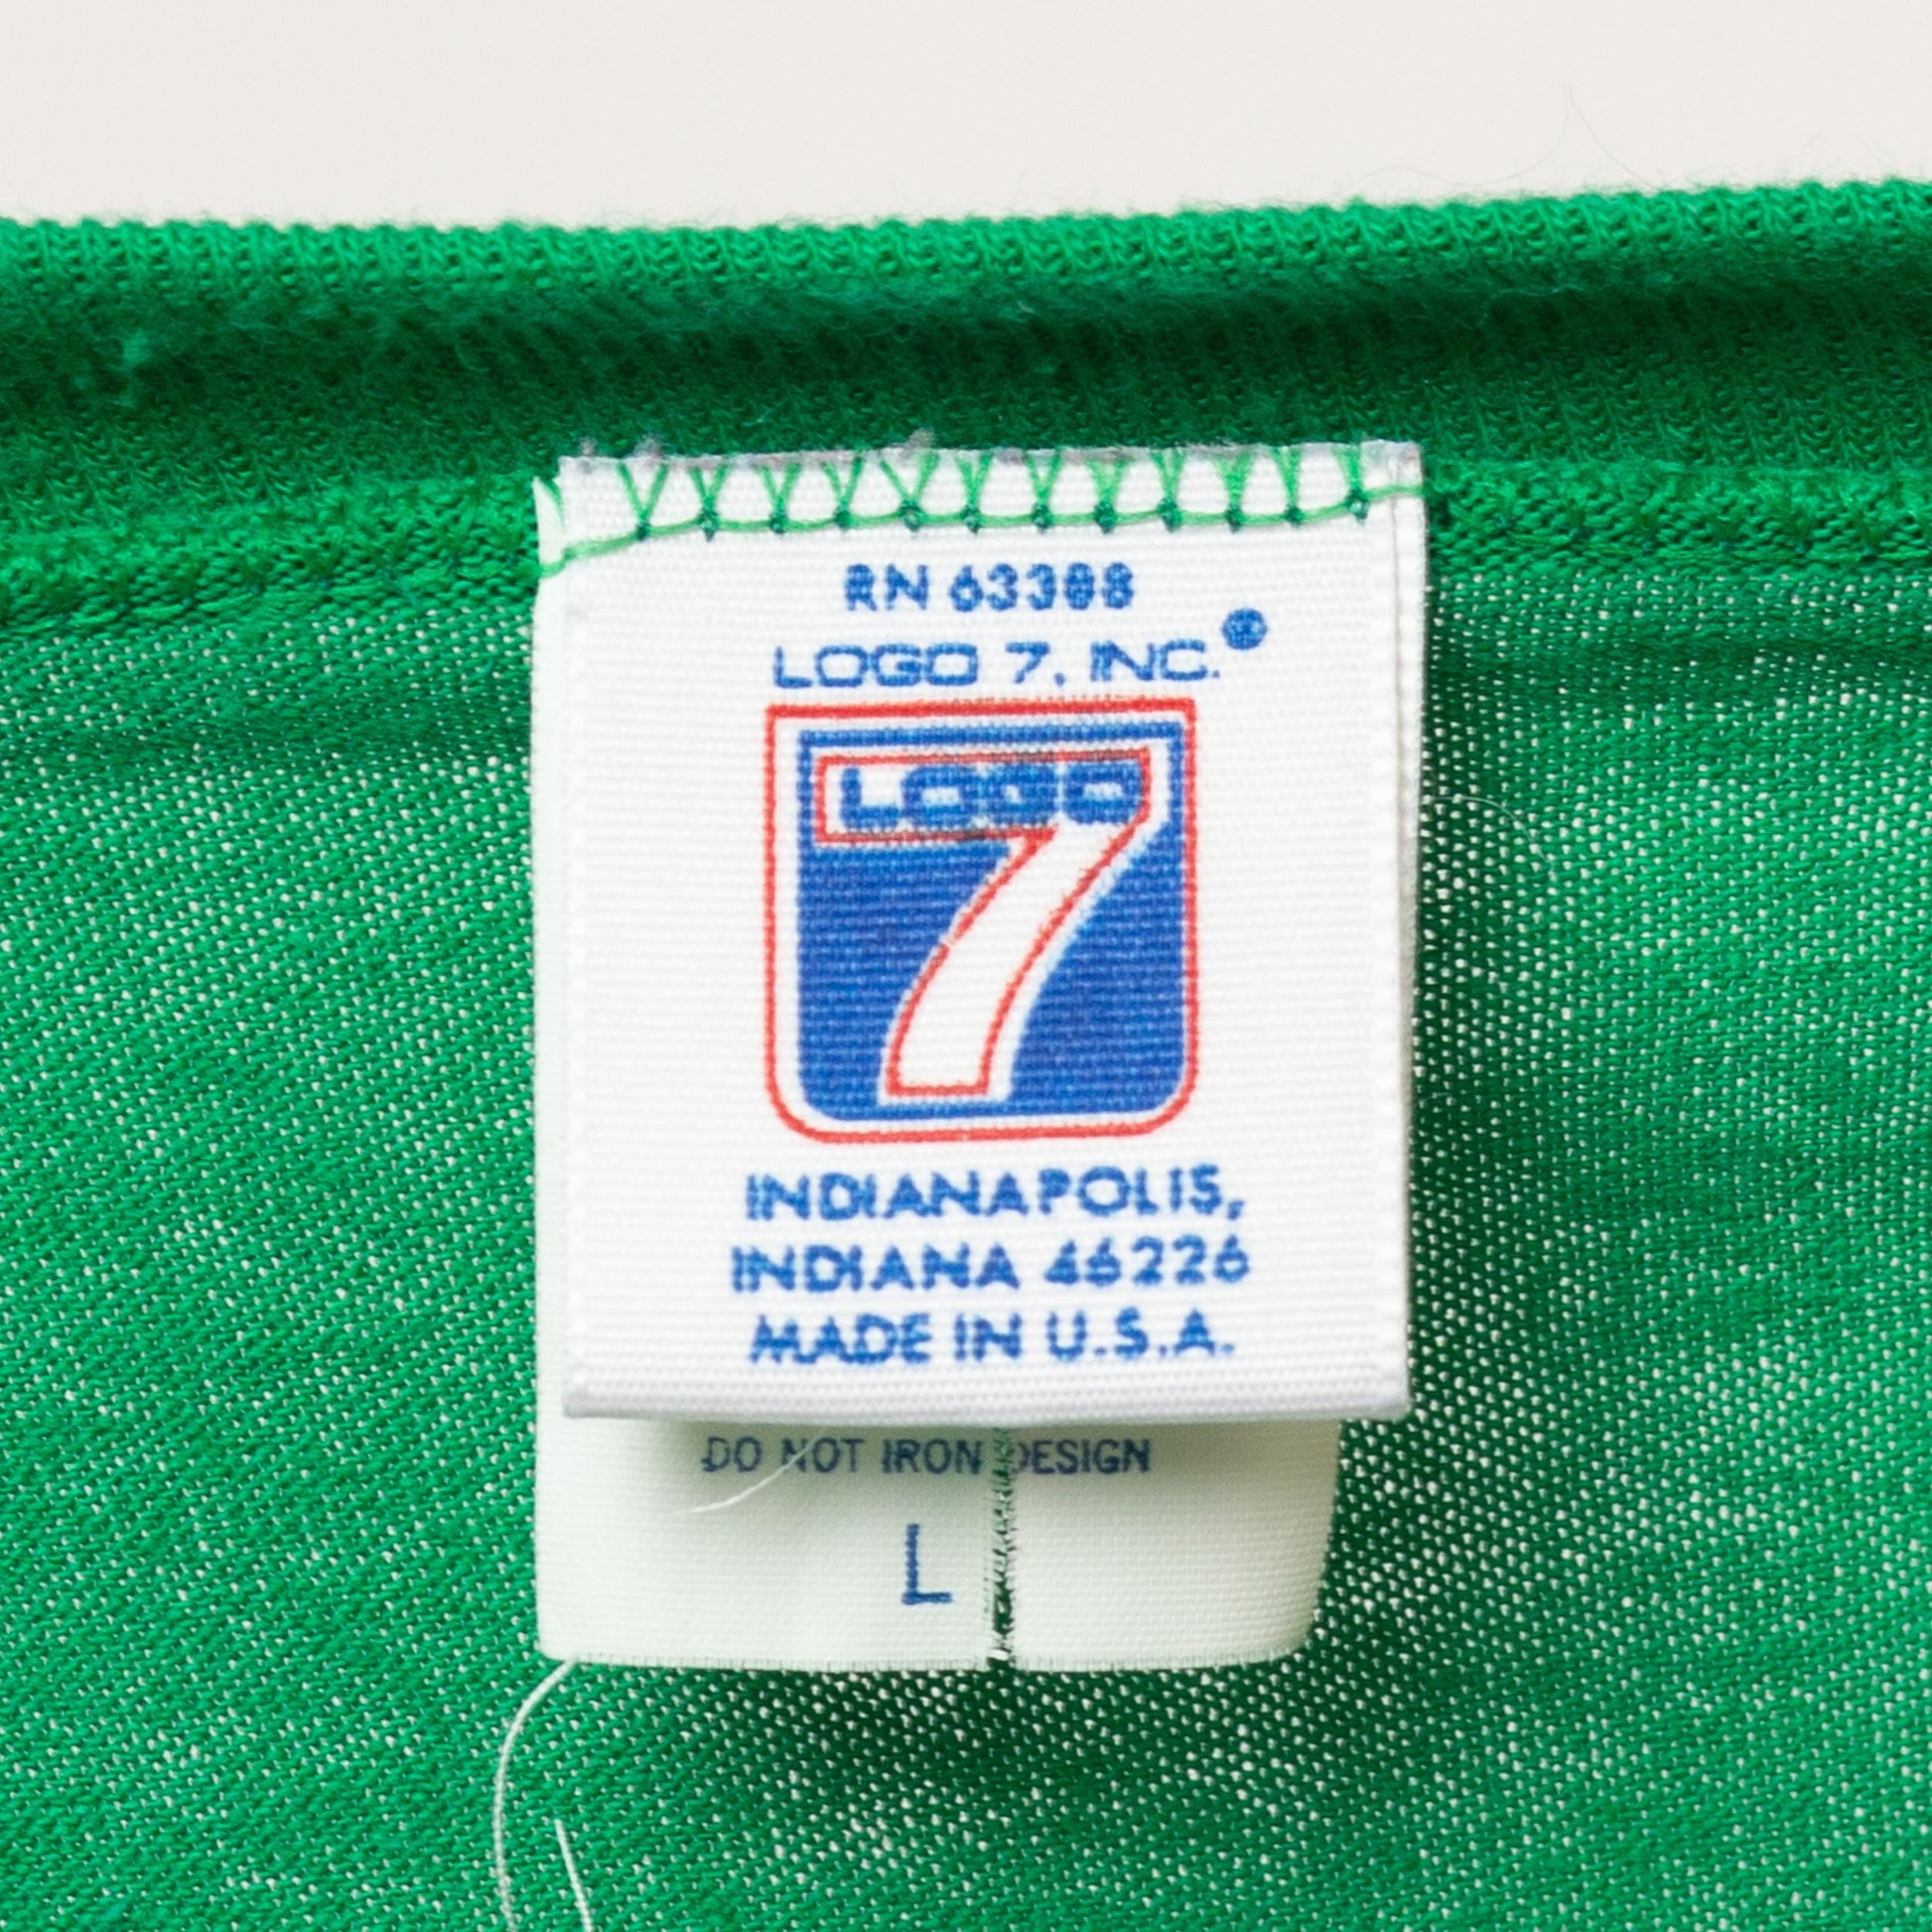 RN 63388
LOGO 7, INC.®
LOGO
7
INDIANAPOLIS,
INDIANA 46226
MADE IN U.S.A.
DO NOT IRON DESIGN
L